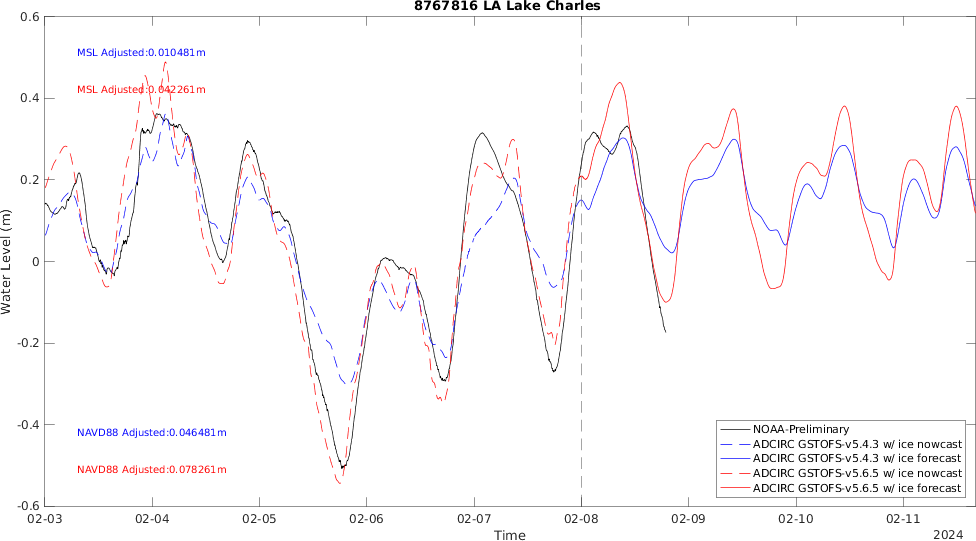 8767816 LA Lake Charles
0.6
0.4
0.2
0
-0.2
-0.4
-0.6
Water Level (m)
MSL Adjusted:0.010481m
MSL Adjusted:0.042261m
NAVD88 Adjusted:0.046481m
NAVD88 Adjusted:0.078261m
NOAA-Preliminary
ADCIRC GSTOFS-v5.4.3 w/ ice nowcast
ADCIRC GSTOFS-v5.4.3 w/ ice forecast
ADCIRC GSTOFS-v5.6.5 w/ ice nowcast
ADCIRC GSTOFS-v5.6.5 w/ ice forecast
02-03 02-04 02-05 02-06 02-07 02-08 02-09 02-10 02-11
Time
2024